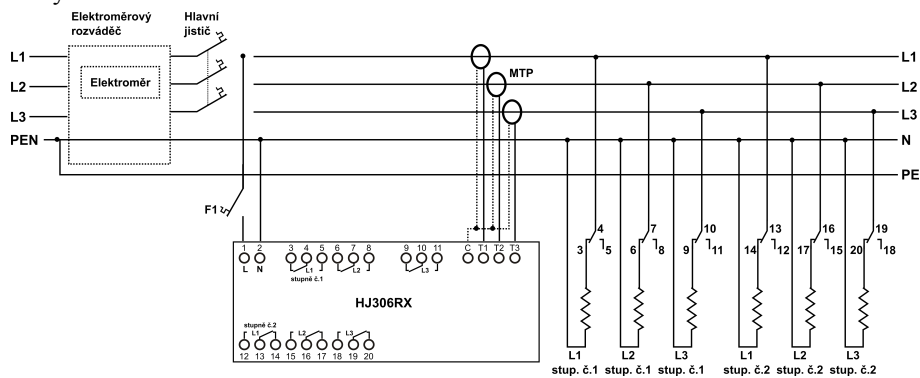 Elektroměrový
rozváděč
Hlavní
jistič
L1
L2
L3
PEN
Elektroměr
MTP
L1
L2
L3
N
PE
F1
1 2 3 4 5 6 7 8 9 10 11 C T1 T2 T3
L N L1 L2 L3
stupně č.1
HJ306RX
stupně č.2
L1 L2 L3
12 13 14 15 16 17 18 19 20
4 7 10 13 16 19
3 5 6 8 9 11 14 12 17 15 20 18
L1 L2 L3 L1 L2 L3
stup. č.1 stup. č.1 stup. č.1 stup. č.2 stup. č.2 stup. č.2